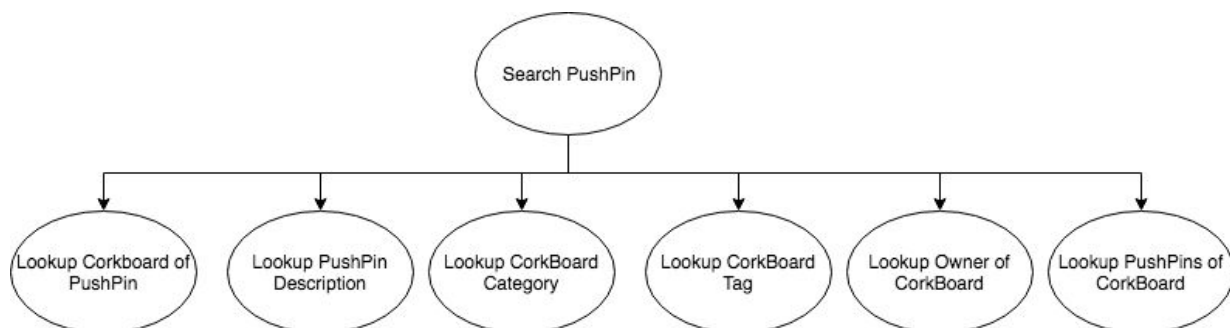 Search PushPin
Lookup Corkboard of
PushPin
Lookup PushPin
Description
Lookup CorkBoard
Category
Lookup CorkBoard
Tag
Lookup Owner of
CorkBoard
Lookup PushPins of
CorkBoard